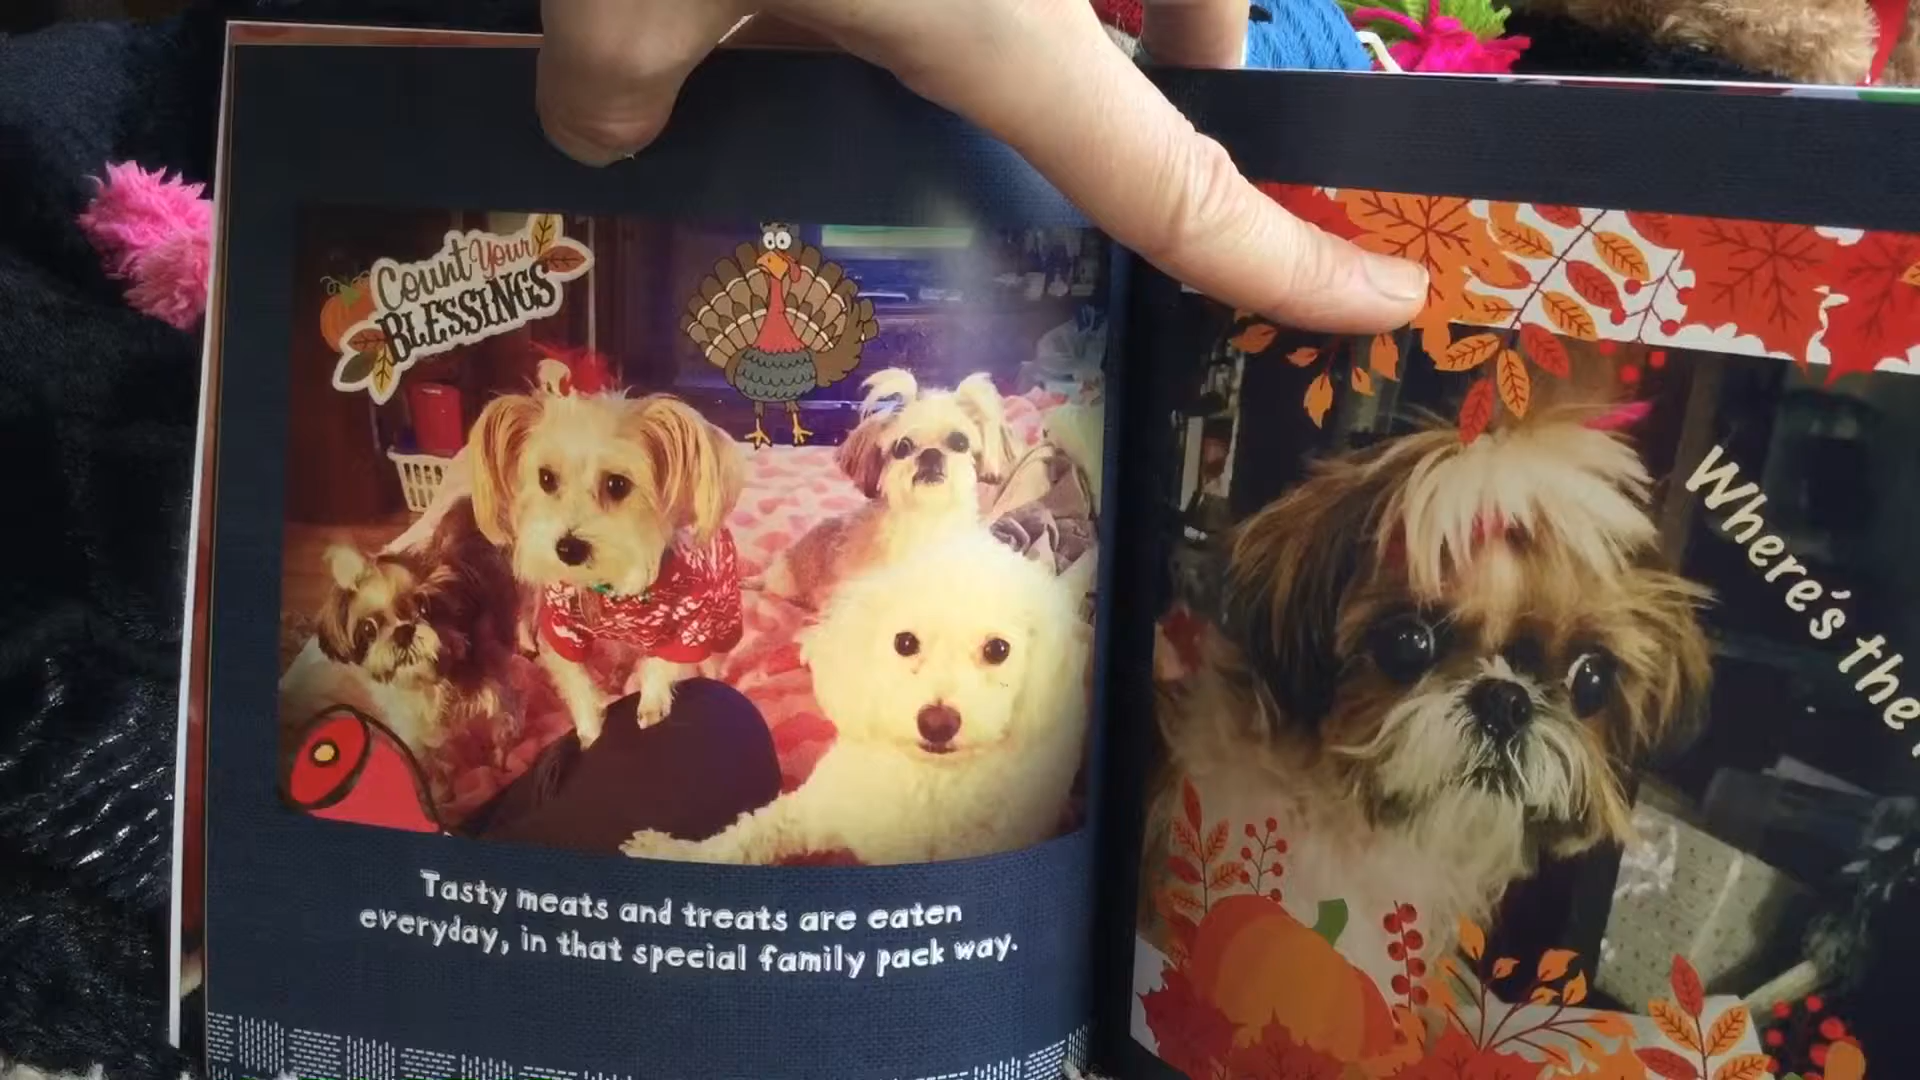 Count Your
BLESSINGS
Tasty meats and treats are eaten
everyday, in that special family pack way.
Where's the